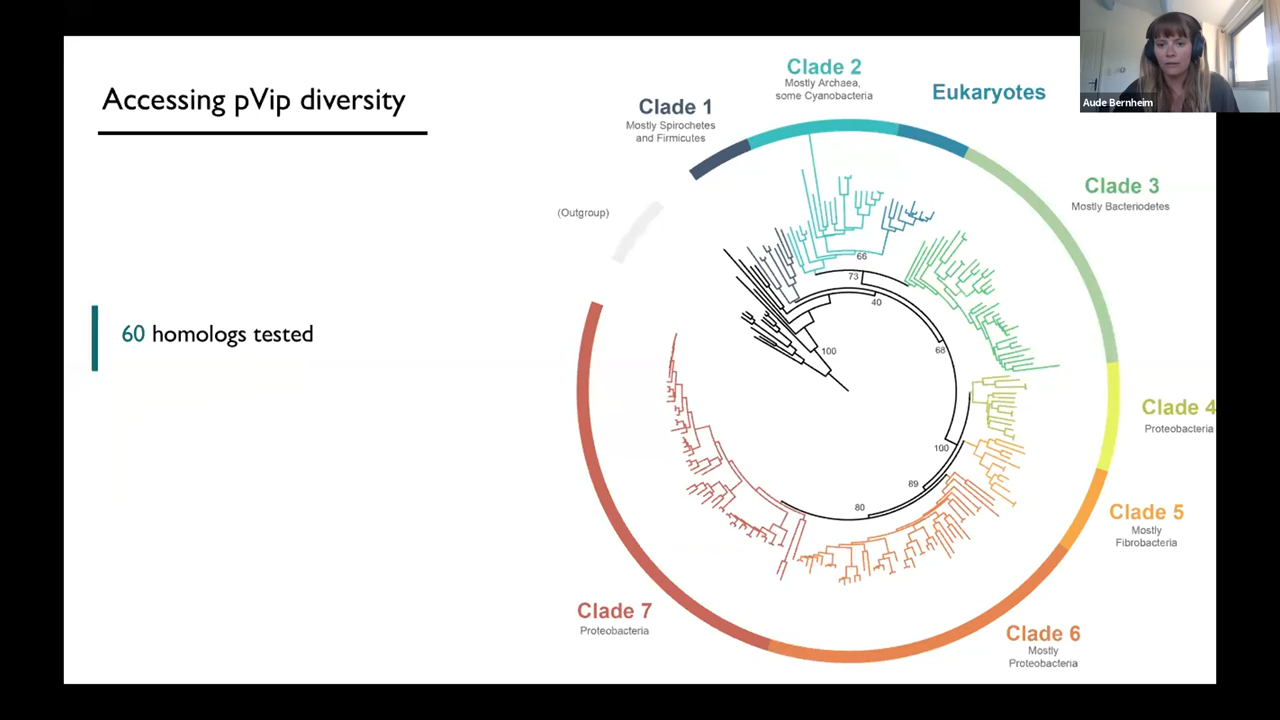 Accessing pVip diversity
60 homologs tested
Clade 1
Mostly Spirochetes
and Firmicutes
Clade 2
Mostly Archaea,
some Cyanobacteria
Eukaryotes
Aude Bernheim
Clade 3
Mostly Bacteriodetes
(Outgroup)
66
73
40
68
100
Clade 4
Proteobacteria
100
89
80
Clade 5
Mostly
Fibrobacteria
Clade 6
Mostly
Proteobacteria
Clade 7
Proteobacteria